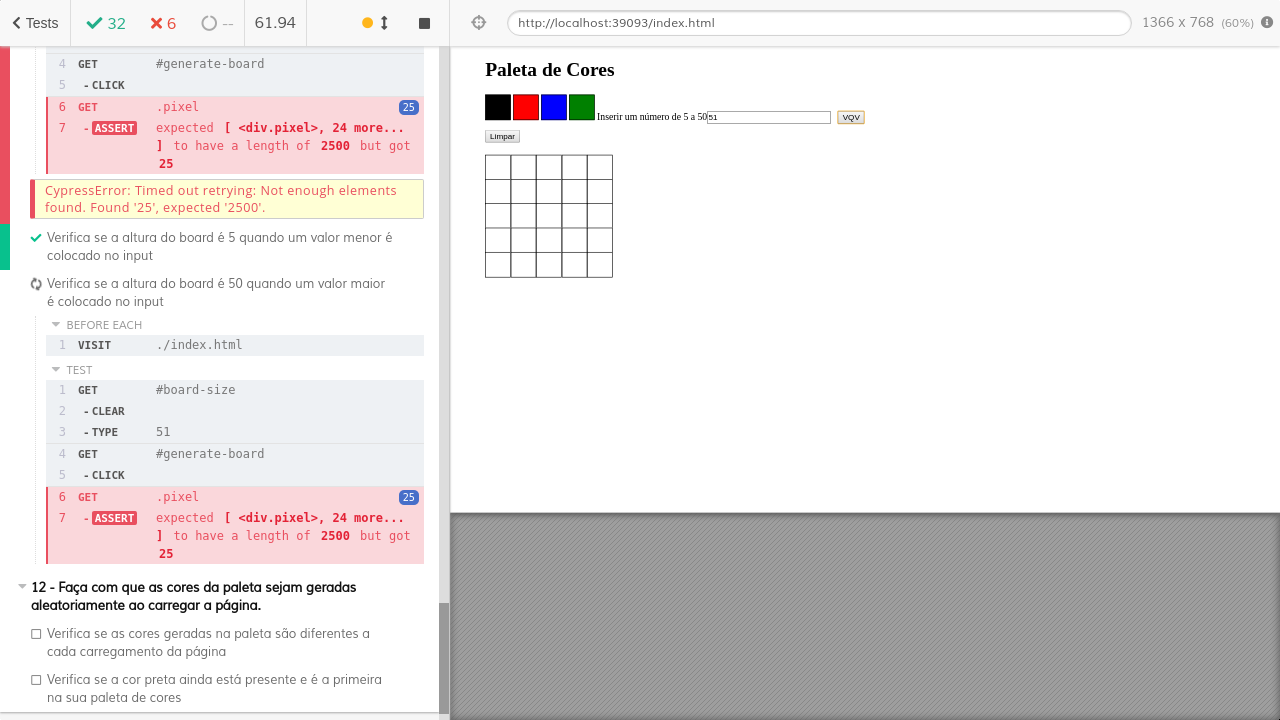 Tests 32 6 -- 61.94
4 GET #generate-board
5 - CLICK
6 GET .pixel 25
7 - ASSERT expected [ <div.pixel>, 24 more...
] to have a length of 2500 but got
25
CypressError: Timed out retrying: Not enough elements
found. Found '25', expected '2500'.
Verifica se a altura do board é 5 quando um valor menor é
colocado no input
Verifica se a altura do board é 50 quando um valor maior
é colocado no input
BEFORE EACH
1 VISIT ./index.html
TEST
1 GET #board-size
2 - CLEAR
3 - TYPE 51
4 GET #generate-board
5 - CLICK
6 GET .pixel 25
7 - ASSERT expected [ <div.pixel>, 24 more...
] to have a length of 2500 but got
25
12 - Faça com que as cores da paleta sejam geradas
aleatoriamente ao carregar a página.
Verifica se as cores geradas na paleta são diferentes a
cada carregamento da página
Verifica se a cor preta ainda está presente e é a primeira
na sua paleta de cores
http://localhost:39093/index.html 1366 x 768 (60%)
Paleta de Cores
Inserir um número de 5 a 50 51 VQV
Limpar